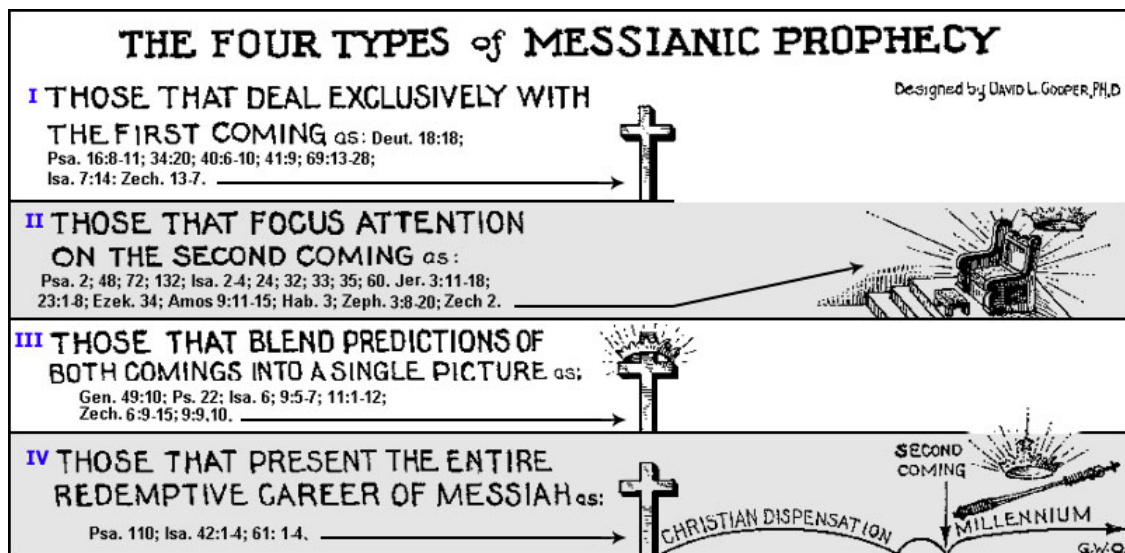 THE FOUR TYPES of MESSIANIC PROPHECY
Designed by DAVID L. COOPER, PH.D
I THOSE THAT DEAL EXCLUSIVELY WITH
THE FIRST COMING as: Deut. 18:18;
Psa. 16:8-11; 34:20; 40:6-10; 41:9; 69:13-28;
Isa. 7:14: Zech. 13-7.
II THOSE THAT FOCUS ATTENTION
ON THE SECOND COMING as:
Psa. 2; 48; 72; 132; Isa. 2-4; 24; 32; 33; 35; 60. Jer. 3:11-18;
23:1-8; Ezek. 34; Amos 9:11-15; Hab. 3; Zeph. 3:8-20; Zech 2.
III THOSE THAT BLEND PREDICTIONS OF
BOTH COMINGS INTO A SINGLE PICTURE as;
Gen. 49:10; Ps. 22; Isa. 6; 9:5-7; 11:1-12;
Zech. 6:9-15; 9:9,10.
IV THOSE THAT PRESENT THE ENTIRE
REDEMPTIVE CAREER OF MESSIAH as:
Psa. 110; Isa. 42:1-4; 61: 1-4.
SECOND
COMING
CHRISTIAN DISPENSATION
MILLENNIUM